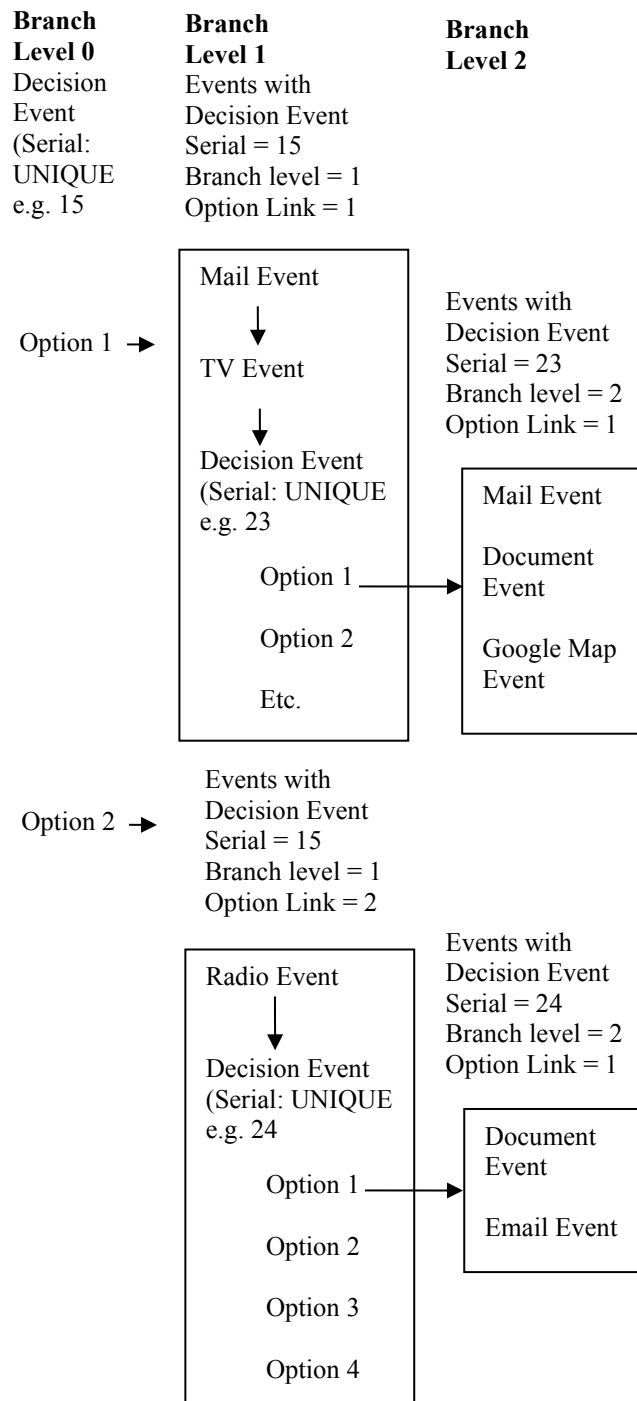 Branch
Level 0
Decision
Event
(Serial:
UNIQUE
e.g. 15
Branch
Level 1
Events with
Decision Event
Serial = 15
Branch level = 1
Option Link = 1
Branch
Level 2
Option 1
Mail Event
TV Event
Decision Event
(Serial: UNIQUE
e.g. 23
Option 1
Option 2
Etc.
Events with
Decision Event
Serial = 23
Branch level = 2
Option Link = 1
Mail Event
Document
Event
Google Map
Event
Option 2
Events with
Decision Event
Serial = 15
Branch level = 1
Option Link = 2
Radio Event
Decision Event
(Serial: UNIQUE
e.g. 24
Option 1
Option 2
Option 3
Option 4
Events with
Decision Event
Serial = 24
Branch level = 2
Option Link = 1
Document
Event
Email Event